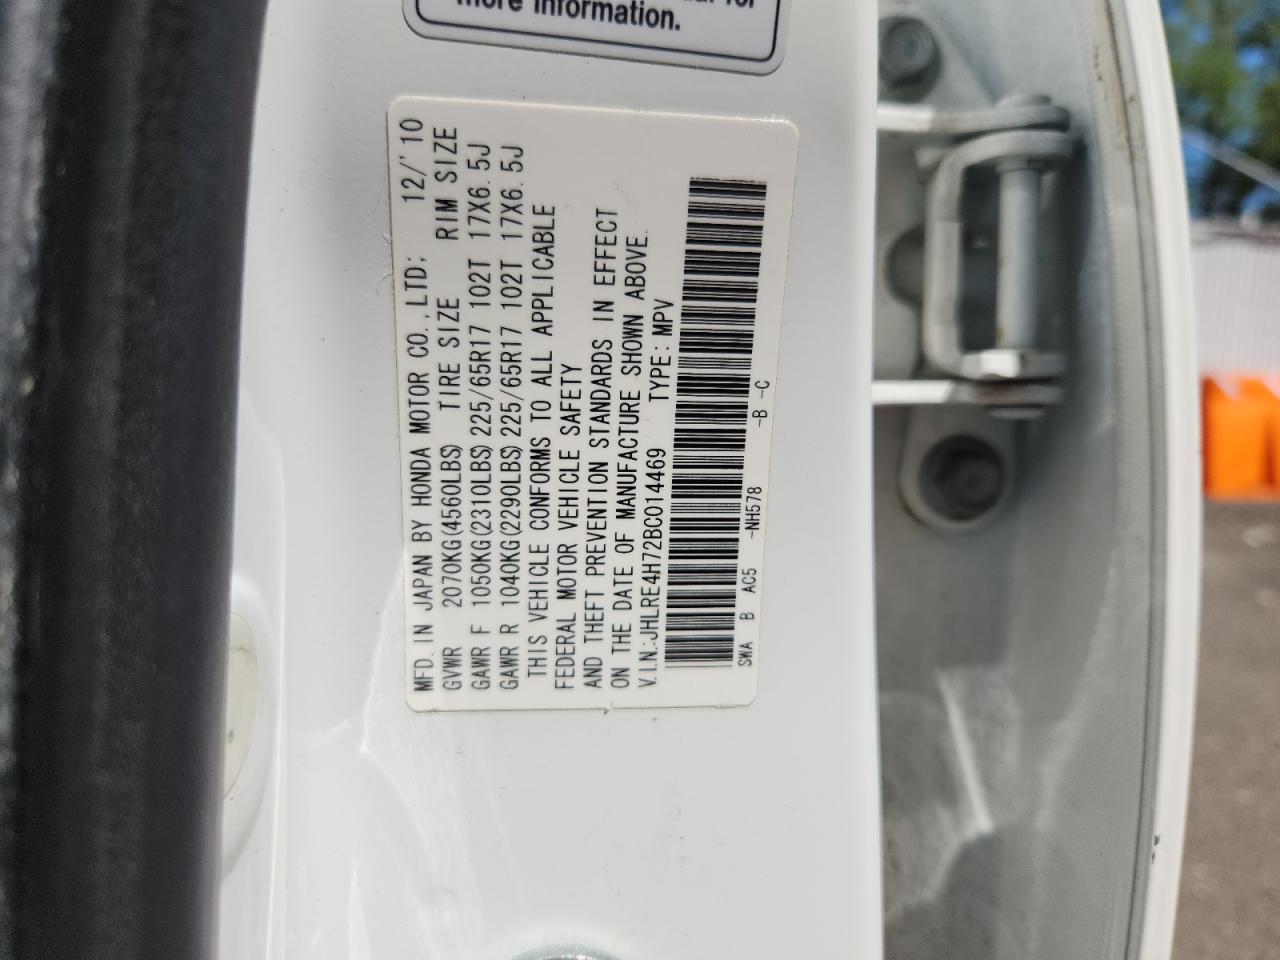 more information.
MFD. IN JAPAN BY HONDA MOTOR CO.,LTD; 12/'10
GVWR 2070KG(4560LBS) TIRE SIZE RIM SIZE
GAWR F 1050KG(2310LBS) 225/65R17 102T 17X6.5J
GAWR R 1040KG(2290LBS) 225/65R17 102T 17X6.5J
THIS VEHICLE CONFORMS TO ALL APPLICABLE
FEDERAL MOTOR VEHICLE SAFETY
AND THEFT PREVENTION STANDARDS IN EFFECT
ON THE DATE OF MANUFACTURE SHOWN ABOVE.
V.I.N.:JHLRE4H72BC014469 TYPE:MPV
SWA B AC5 -NH578 -B -C